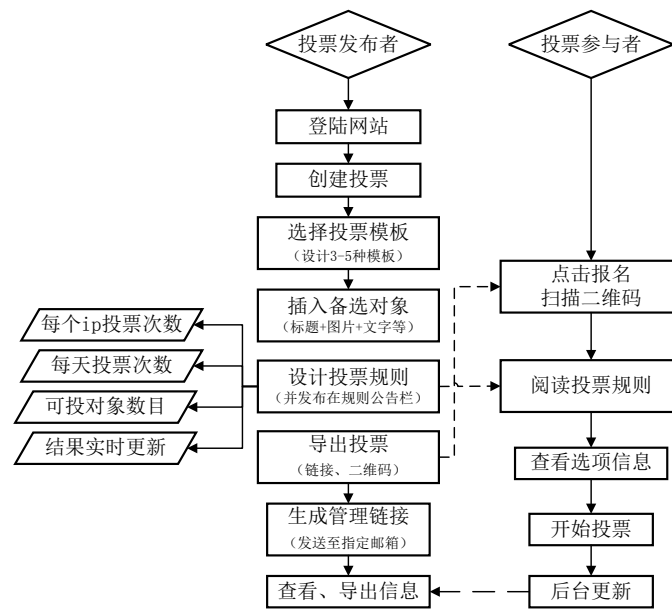 投票发布者
投票参与者
登陆网站
创建投票
选择投票模板
（设计3-5种模板）
插入备选对象
（标题+图片+文字等）
点击报名
扫描二维码
每个ip投票次数
每天投票次数
可投对象数目
结果实时更新
设计投票规则
（并发布在规则公告栏）
阅读投票规则
导出投票
（链接、二维码）
查看选项信息
生成管理链接
（发送至指定邮箱）
开始投票
查看、导出信息
后台更新